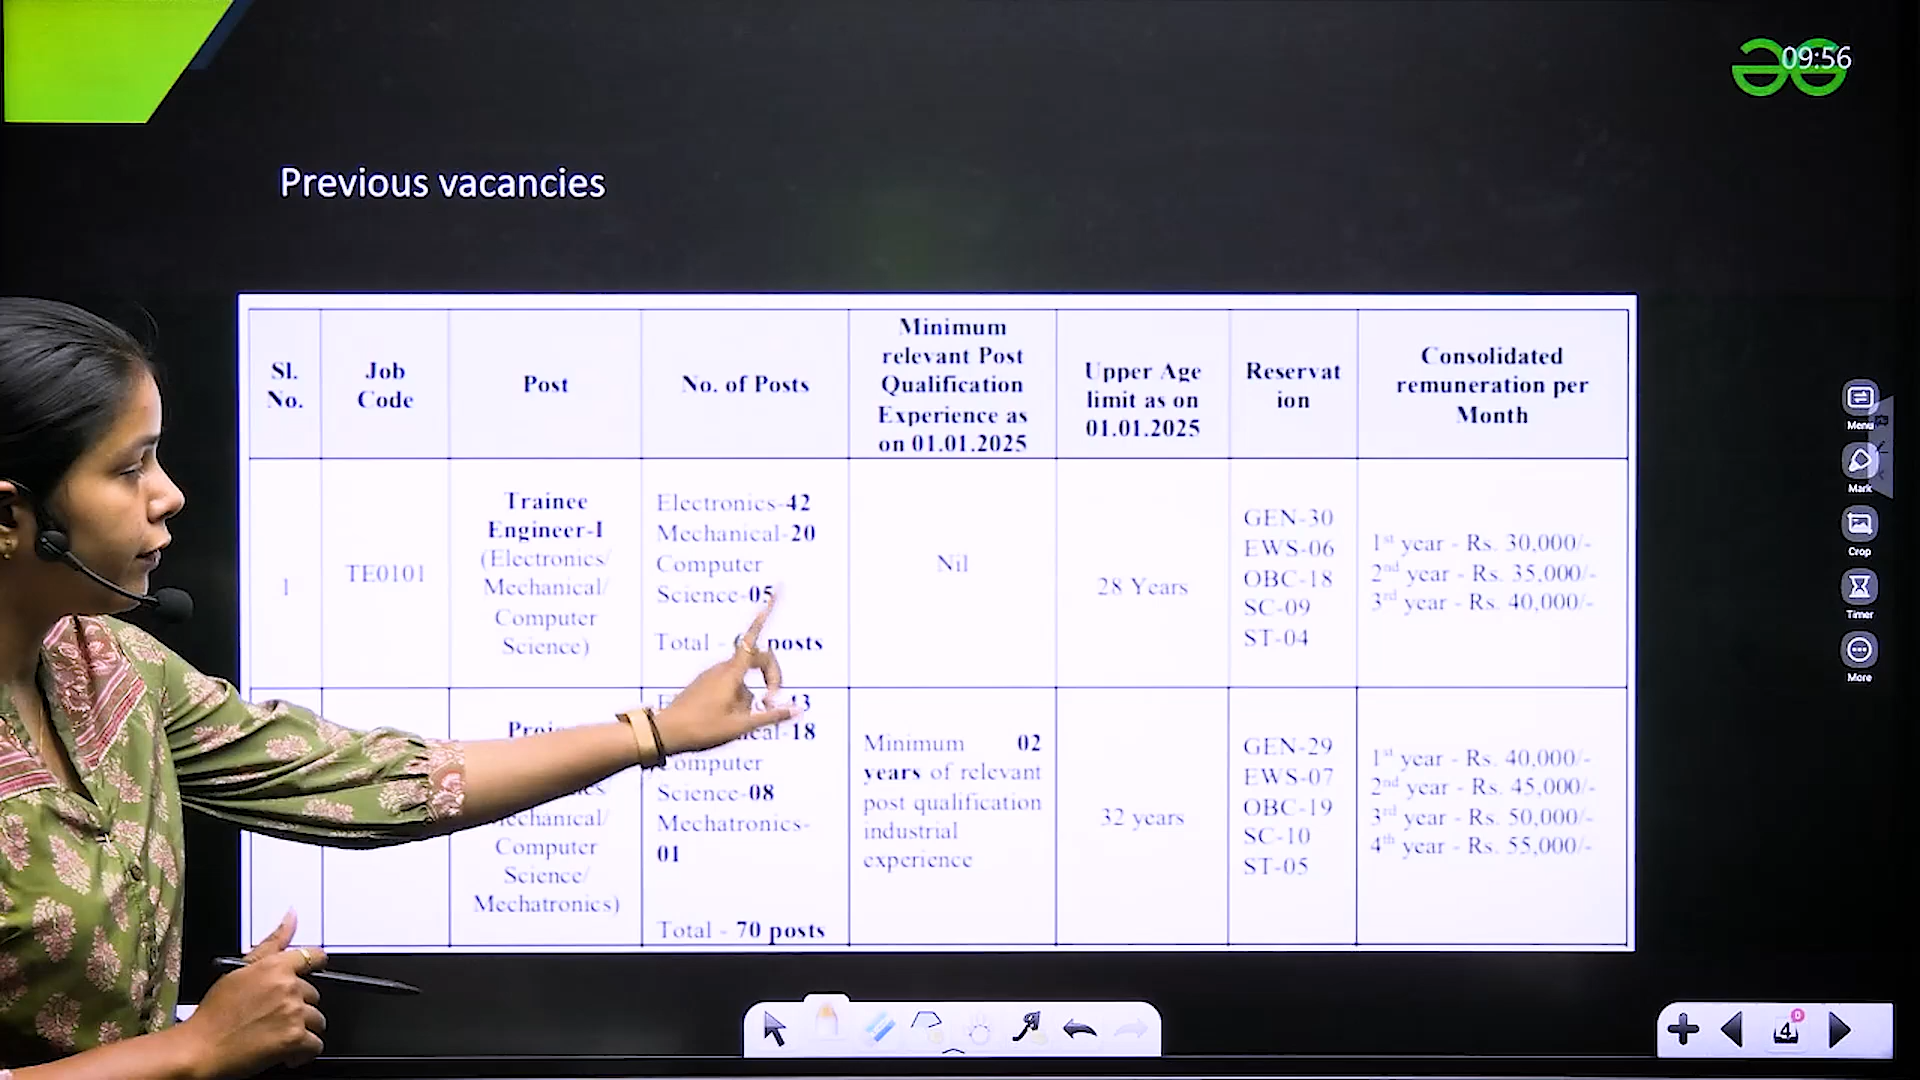 09:56
Previous vacancies
Sl.
No.
Job
Code
Post
No. of Posts
Minimum
relevant Post
Qualification
Experience as
on 01.01.2025
Upper Age
limit as on
01.01.2025
Reservat
ion
Consolidated
remuneration per
Month
1
TE0101
Trainee
Engineer-I
(Electronics/
Mechanical/
Computer
Science)
Electronics-42
Mechanical-20
Computer
Science-05
Total - posts
Nil
28 Years
GEN-30
EWS-06
OBC-18
SC-09
ST-04
1st year - Rs. 30,000/-
2nd year - Rs. 35,000/-
3rd year - Rs. 40,000/-
Computer
Science/
Mechatronics)
-18
Computer
Science-08
Mechatronics-
01
Total - 70 posts
Minimum 02
years of relevant
post qualification
industrial
experience
32 years
GEN-29
EWS-07
OBC-19
SC-10
ST-05
1st year - Rs. 40,000/-
2nd year - Rs. 45,000/-
3rd year - Rs. 50,000/-
4th year - Rs. 55,000/-
Menu
Mark
Crop
Timer
More
4
0